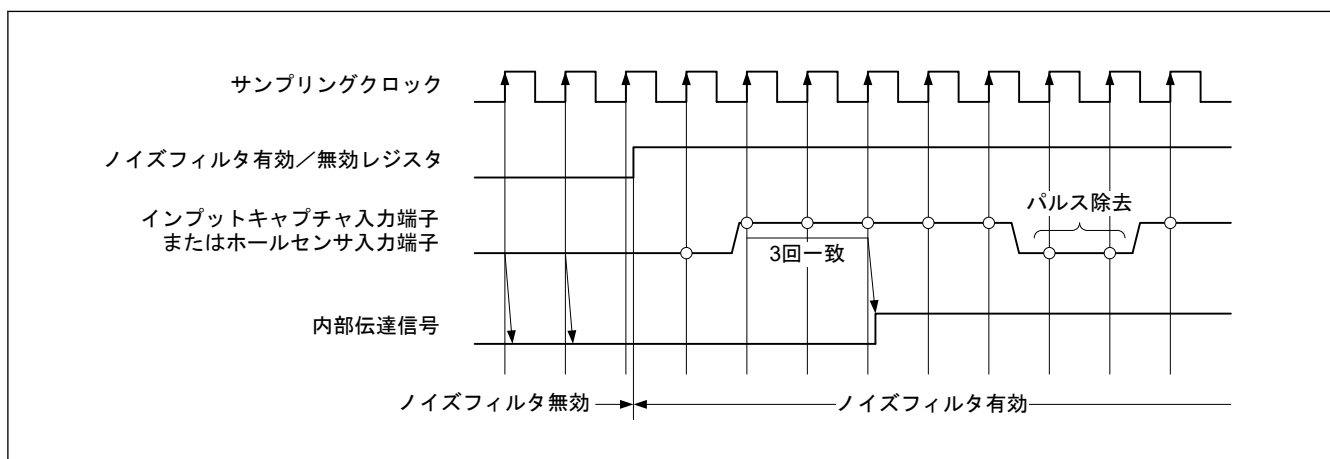 サンプリングクロック
ノイズフィルタ有効／無効レジスタ
インプットキャプチャ入力端子
またはホールセンサ入力端子
パルス除去
3回一致
内部伝達信号
ノイズフィルタ無効
ノイズフィルタ有効